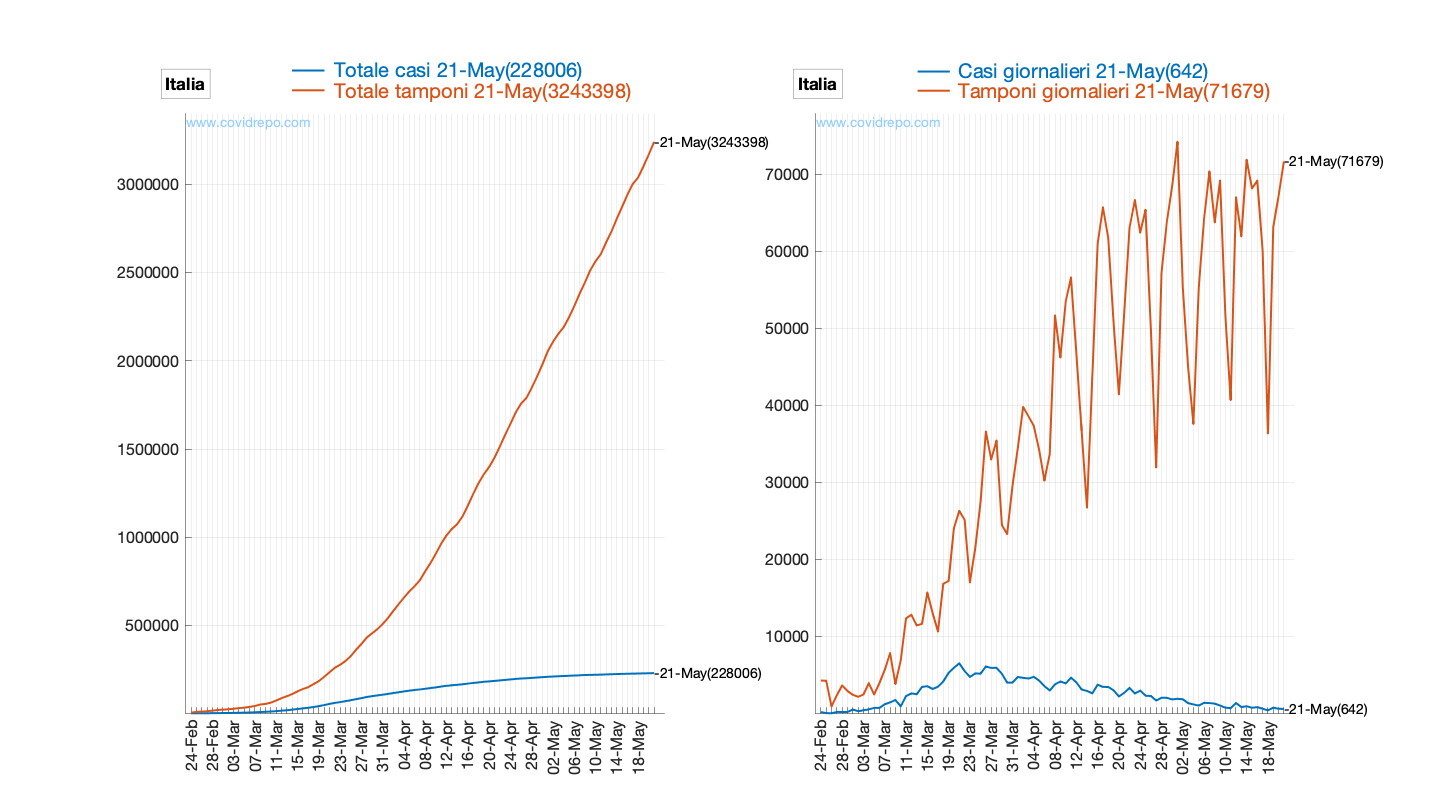 Italia
Totale casi 21-May(228006)
Totale tamponi 21-May(3243398)
www.covidrepo.com
21-May(3243398)
3000000
2500000
2000000
1500000
1000000
500000
21-May(228006)
24-Feb
28-Feb
03-Mar
07-Mar
11-Mar
15-Mar
19-Mar
23-Mar
27-Mar
31-Mar
04-Apr
08-Apr
12-Apr
16-Apr
20-Apr
24-Apr
28-Apr
02-May
06-May
10-May
14-May
18-May
Italia
Casi giornalieri 21-May(642)
Tamponi giornalieri 21-May(71679)
www.covidrepo.com
21-May(71679)
70000
60000
50000
40000
30000
20000
10000
21-May(642)
24-Feb
28-Feb
03-Mar
07-Mar
11-Mar
15-Mar
19-Mar
23-Mar
27-Mar
31-Mar
04-Apr
08-Apr
12-Apr
16-Apr
20-Apr
24-Apr
28-Apr
02-May
06-May
10-May
14-May
18-May